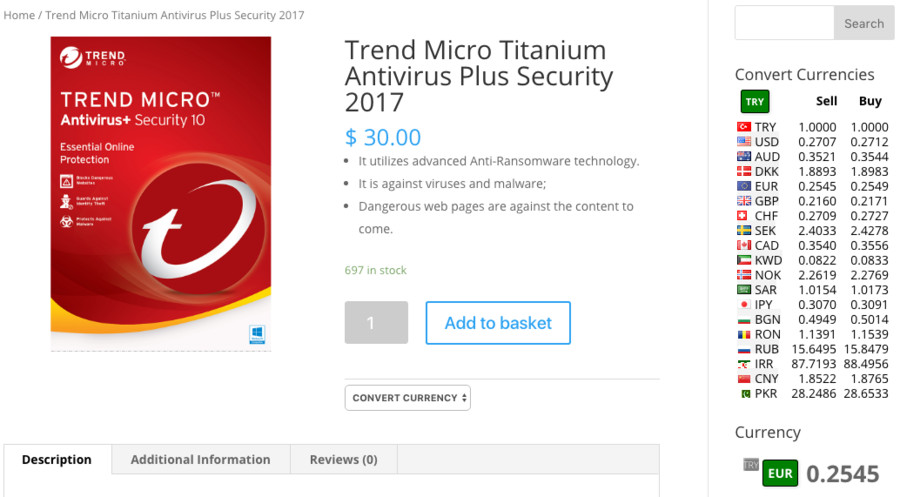 Home / Trend Micro Titanium Antivirus Plus Security 2017
TREND
MICRO
TREND MICRO™
Antivirus+ Security 10
Essential Online
Protection
Blocks Dangerous
Websites
Guards Against
Identity Theft
Protects Against
Malware
Trend Micro Titanium
Antivirus Plus Security
2017
$ 30.00
It utilizes advanced Anti-Ransomware technology.
It is against viruses and malware;
Dangerous web pages are against the content to
come.
697 in stock
1
Add to basket
CONVERT CURRENCY
Description
Additional Information
Reviews (0)
Search
Convert Currencies
TRY Sell Buy
TRY 1.0000 1.0000
USD 0.2707 0.2712
AUD 0.3521 0.3544
DKK 1.8893 1.8983
EUR 0.2545 0.2549
GBP 0.2160 0.2171
CHF 0.2709 0.2727
SEK 2.4033 2.4278
CAD 0.3540 0.3556
KWD 0.0822 0.0833
NOK 2.2619 2.2769
SAR 1.0154 1.0173
JPY 0.3070 0.3091
BGN 0.4949 0.5014
RON 1.1391 1.1539
RUB 15.6495 15.8479
IRR 87.7193 88.4956
CNY 1.8522 1.8765
PKR 28.2486 28.6533
Currency
TRY EUR 0.2545